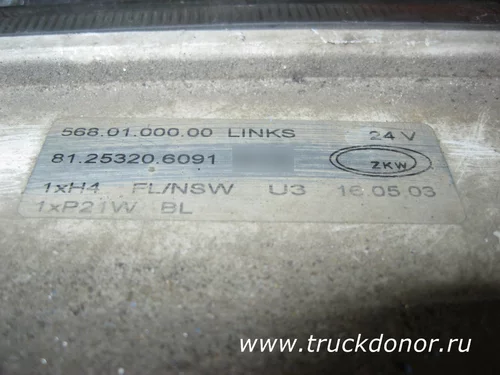 568.01.000.00 LINKS 24 V
81.25320.6091 ZKW
1xH4 FL/NSW U3 16.05.03
1xP21W BL
www.truckdonor.ru